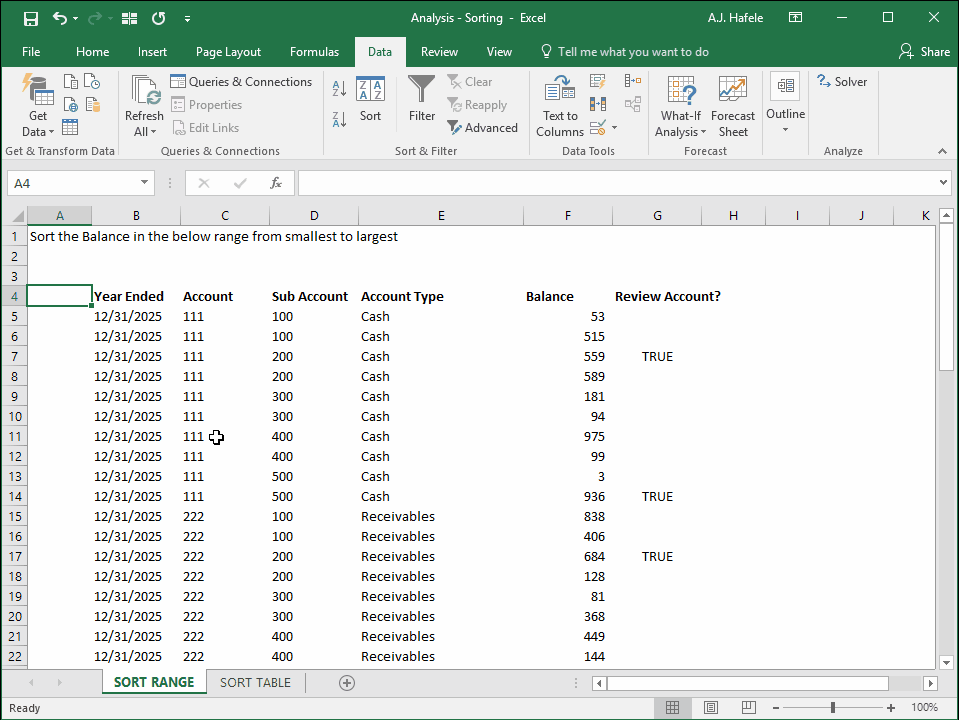 Analysis - Sorting - Excel
A.J. Hafele
File Home Insert Page Layout Formulas Data Review View Tell me what you want to do Share
Get Data
Refresh All
Queries & Connections
Properties
Edit Links
A Z
Z A
Z A A Z
Sort
Filter
Clear
Reapply
Advanced
Text to Columns
What-If Analysis
Forecast Sheet
Outline
Solver
Get & Transform Data Queries & Connections Sort & Filter Data Tools Forecast Analyze
A4 fx
A B C D E F G H I J K
1 Sort the Balance in the below range from smallest to largest
2
3
4 Year Ended Account Sub Account Account Type Balance Review Account?
5 12/31/2025 111 100 Cash 53
6 12/31/2025 111 100 Cash 515
7 12/31/2025 111 200 Cash 559 TRUE
8 12/31/2025 111 200 Cash 589
9 12/31/2025 111 300 Cash 181
10 12/31/2025 111 300 Cash 94
11 12/31/2025 111 400 Cash 975
12 12/31/2025 111 400 Cash 99
13 12/31/2025 111 500 Cash 3
14 12/31/2025 111 500 Cash 936 TRUE
15 12/31/2025 222 100 Receivables 838
16 12/31/2025 222 100 Receivables 406
17 12/31/2025 222 200 Receivables 684 TRUE
18 12/31/2025 222 200 Receivables 128
19 12/31/2025 222 300 Receivables 81
20 12/31/2025 222 300 Receivables 368
21 12/31/2025 222 400 Receivables 449
22 12/31/2025 222 400 Receivables 144
SORT RANGE SORT TABLE
Ready 100%